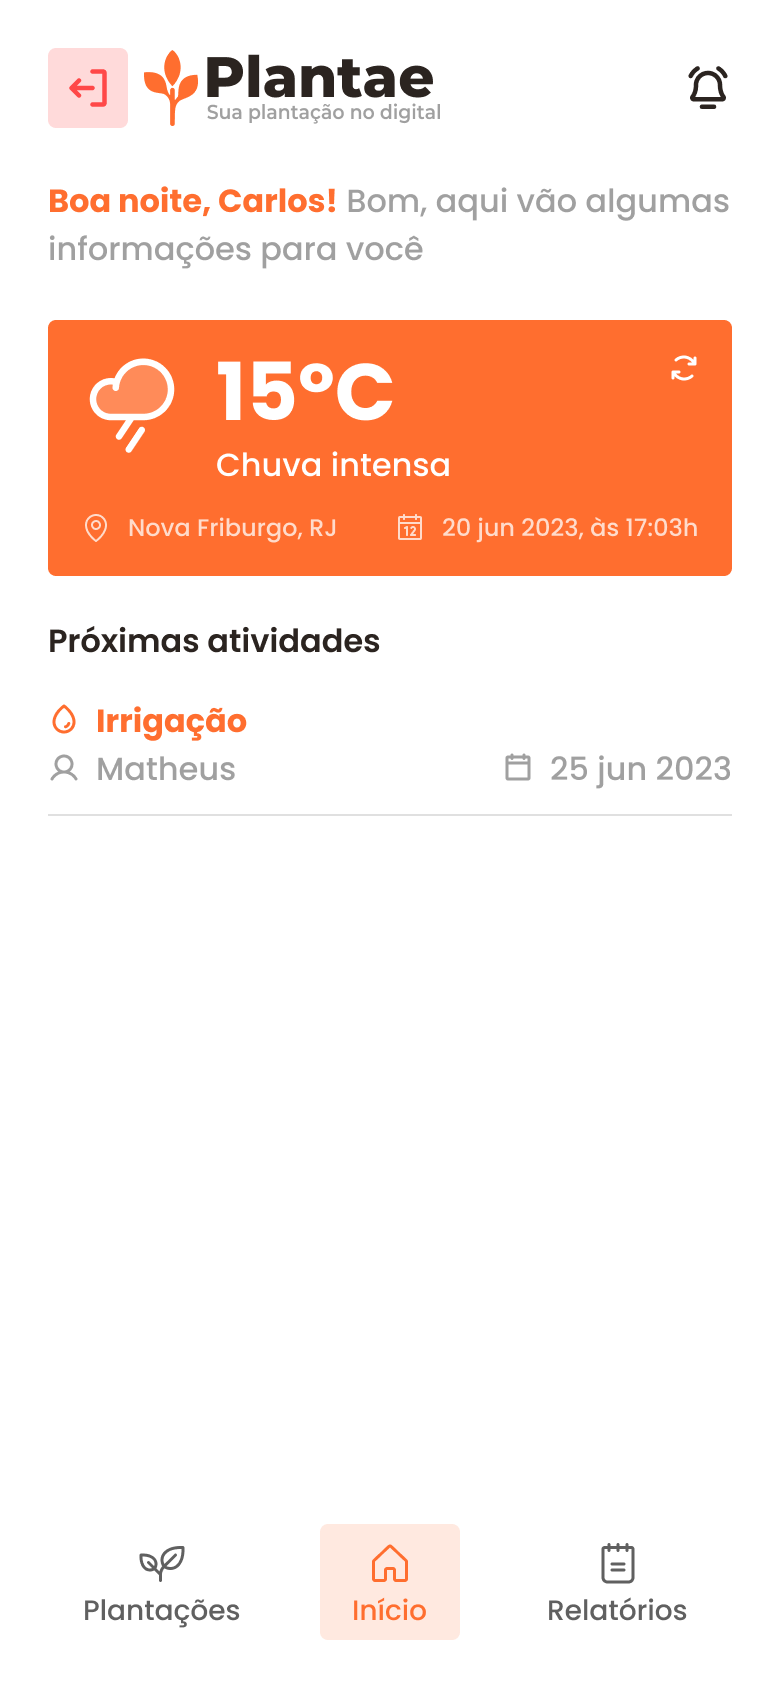 Plantae
Sua plantação no digital
Boa noite, Carlos! Bom, aqui vão algumas
informações para você
15°C
Chuva intensa
Nova Friburgo, RJ
12
20 jun 2023, às 17:03h
Próximas atividades
Irrigação
Matheus
25 jun 2023
Plantações
Início
Relatórios